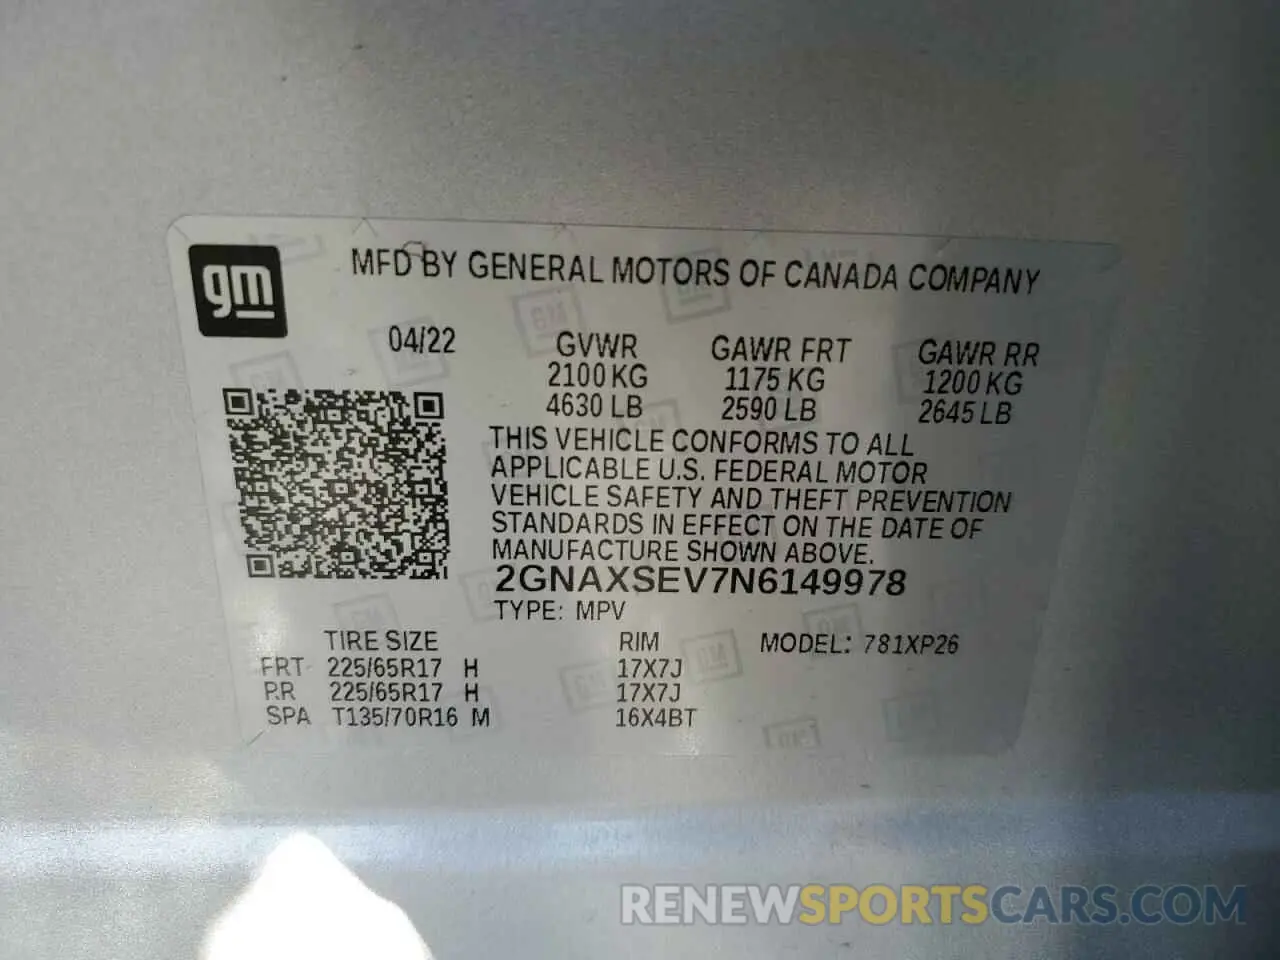 gm
MFD BY GENERAL MOTORS OF CANADA COMPANY
04/22 GVWR GAWR FRT GAWR RR
2100 KG 1175 KG 1200 KG
4630 LB 2590 LB 2645 LB
THIS VEHICLE CONFORMS TO ALL
APPLICABLE U.S. FEDERAL MOTOR
VEHICLE SAFETY AND THEFT PREVENTION
STANDARDS IN EFFECT ON THE DATE OF
MANUFACTURE SHOWN ABOVE.
2GNAXSEV7N6149978
TYPE: MPV
TIRE SIZE RIM MODEL: 781XP26
FRT 225/65R17 H 17X7J
RR 225/65R17 H 17X7J
SPA T135/70R16 M 16X4BT
RENEWSPORTSCARS.COM